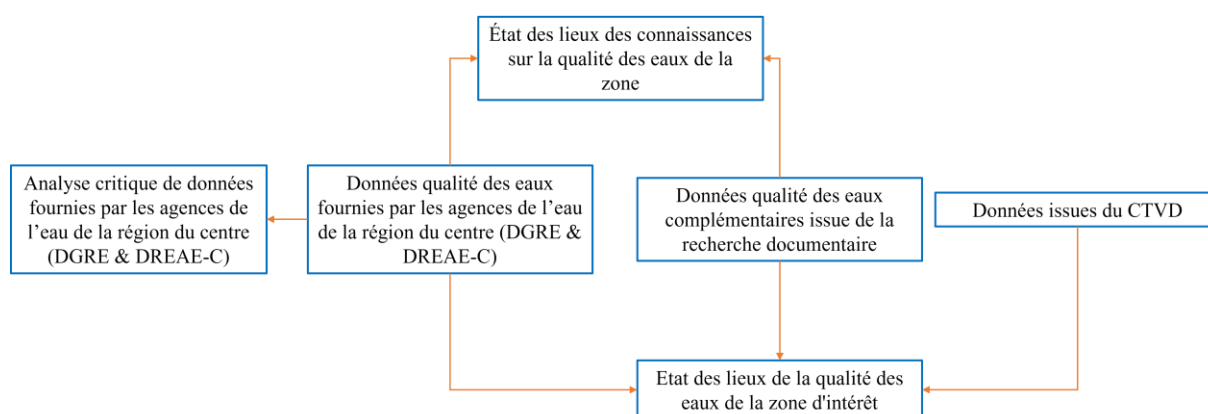 État des lieux des connaissances
sur la qualité des eaux de la
zone
Analyse critique de données
fournies par les agences de
l'eau de la région du centre
(DGRE & DREAE-C)
Données qualité des eaux
fournies par les agences de l'eau
de la région du centre (DGRE &
DREAE-C)
Données qualité des eaux
complémentaires issue de la
recherche documentaire
Données issues du CTVD
Etat des lieux de la qualité des
eaux de la zone d'intérêt